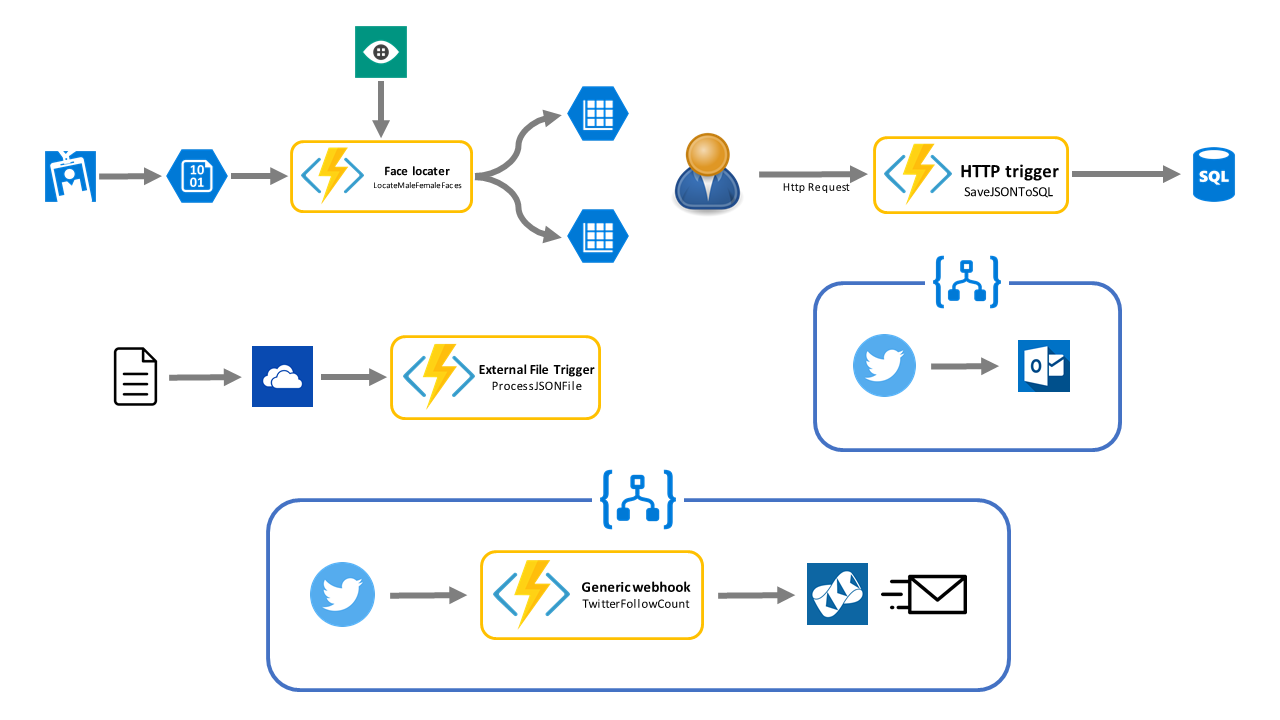 10
01
Face locater
LocateMaleFemaleFaces
Http Request
HTTP trigger
SaveJSONToSQL
SQL
External File Trigger
ProcessJSONFile
O
Generic webhook
TwitterFollowCount